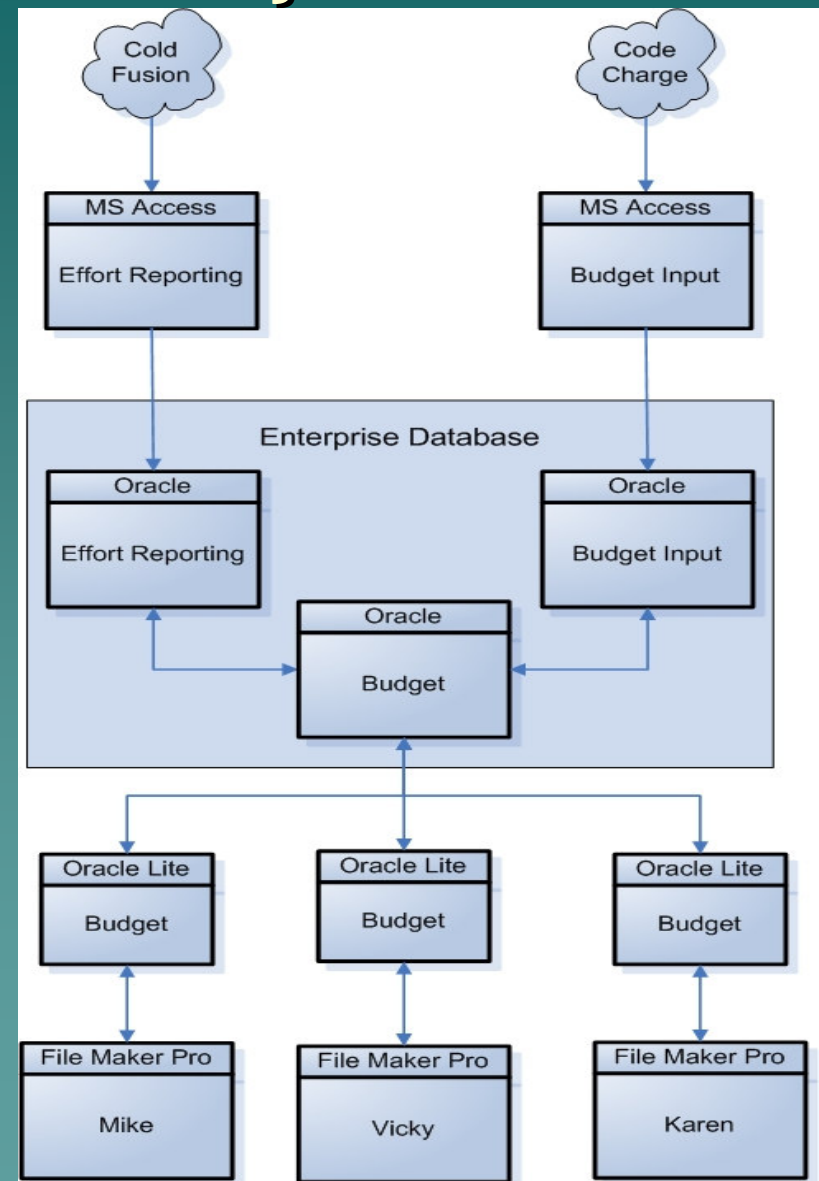 Cold
Fusion
Code
Charge
MS Access
Effort Reporting
MS Access
Budget Input
Enterprise Database
Oracle
Effort Reporting
Oracle
Budget Input
Oracle
Budget
Oracle Lite
Budget
Oracle Lite
Budget
Oracle Lite
Budget
File Maker Pro
Mike
File Maker Pro
Vicky
File Maker Pro
Karen